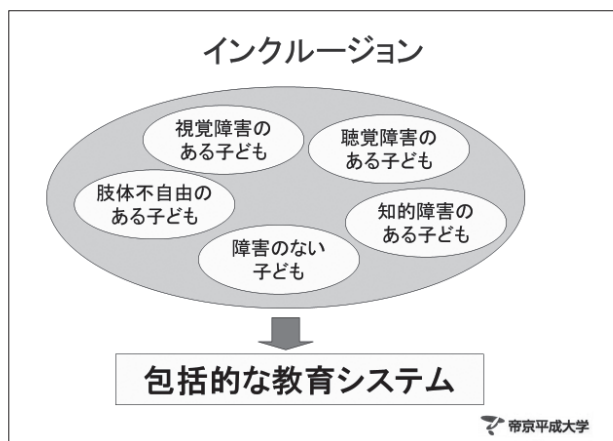 インクルージョン
視覚障害の
ある子ども
聴覚障害の
ある子ども
肢体不自由の
ある子ども
知的障害の
ある子ども
障害のない
子ども
包括的な教育システム
帝京平成大学